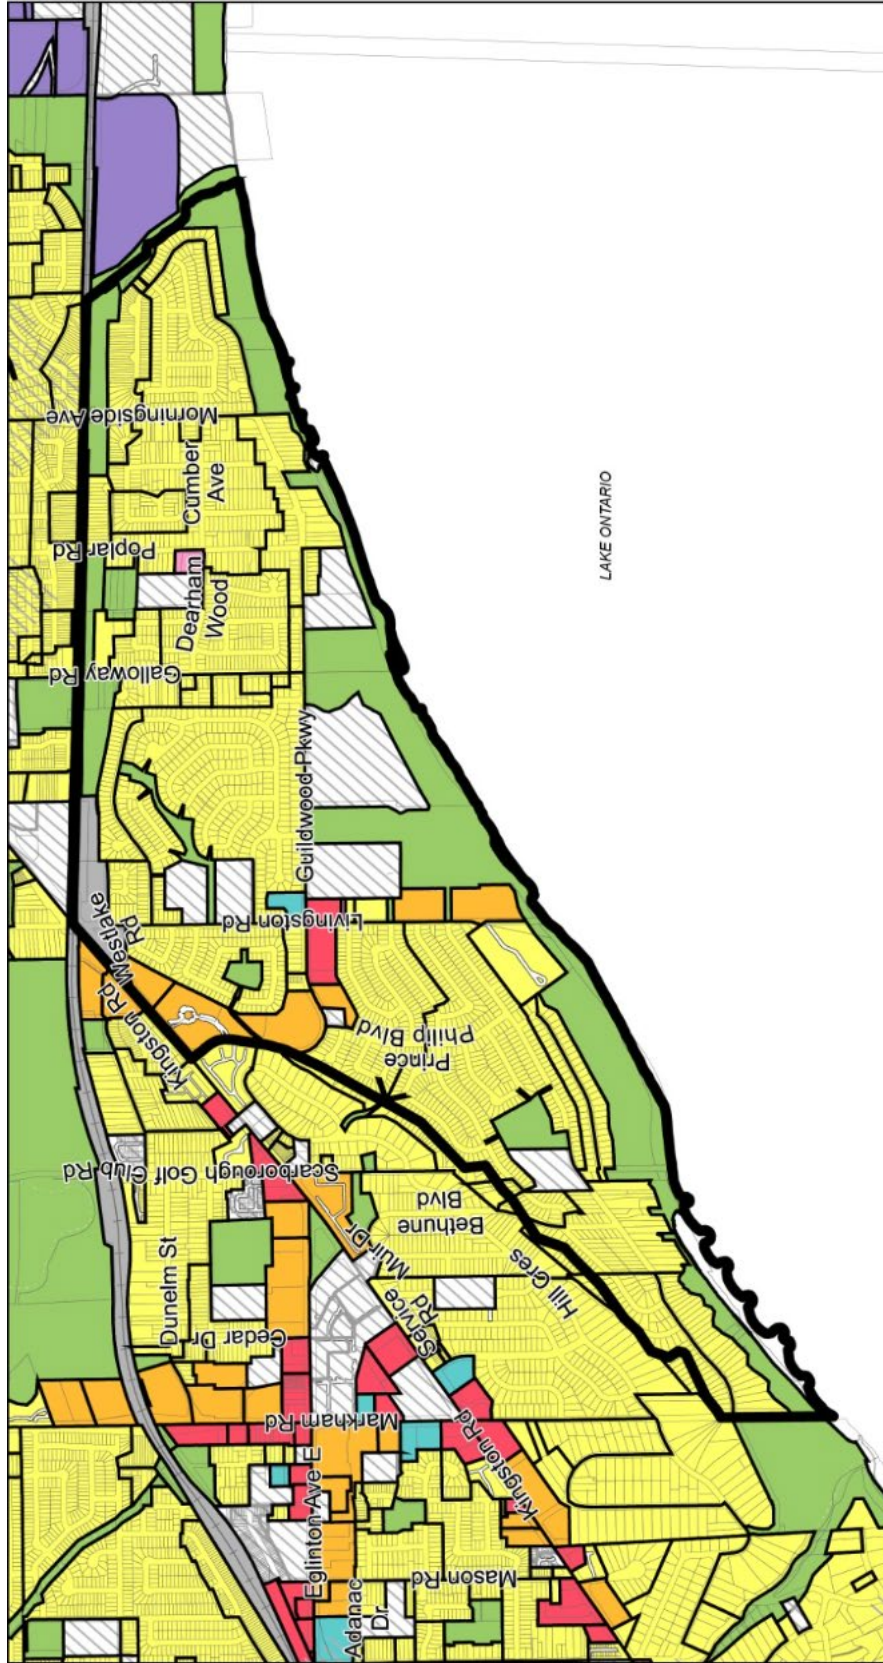 Morningside Ave
Cumber
Ave
LAKE ONTARIO
Poplar Rd
Dearham
Wood
Galloway Rd
Guildwood-Pkwy
Livingston Rd
Westlake
Rd
Kingston Rd
Prince
Philip Blvd
Scarborough Golf Club Rd
Bethune
Blvd
Dunelm St
Muir Dr
Hill Cres
Cedar Dr
Service
Rd
Markham Rd
Kingston Rd
Eglinton Ave E
Mason Rd
Adanac
Dr